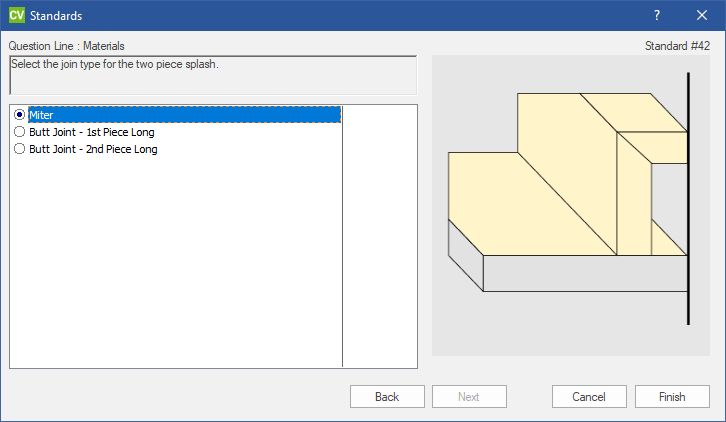 CV Standards ?
Question Line : Materials Standard #42
Select the join type for the two piece splash.
Miter
Butt Joint - 1st Piece Long
Butt Joint - 2nd Piece Long
Back Next Cancel Finish